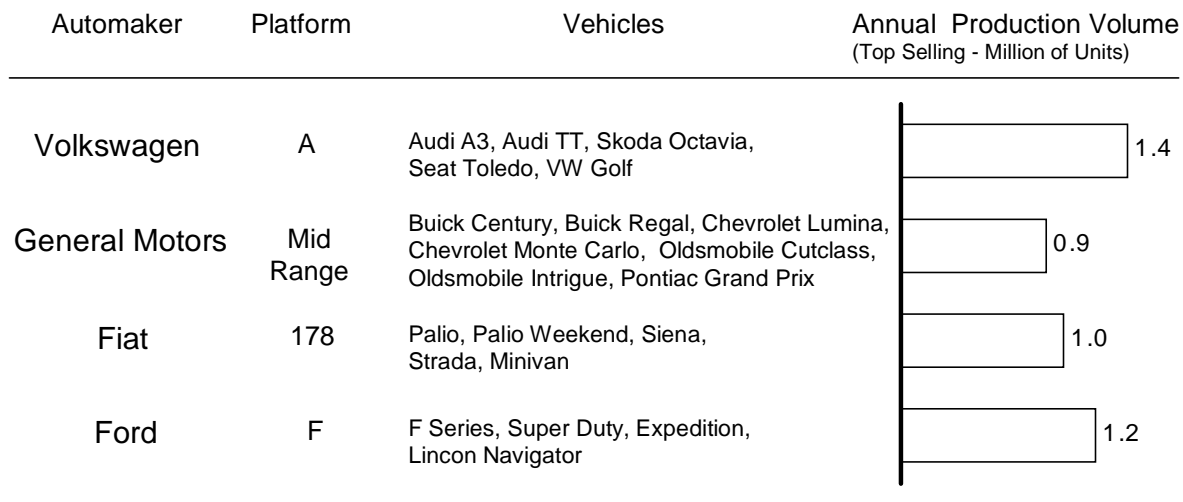 Automaker Platform Vehicles Annual Production Volume
(Top Selling - Million of Units)
Volkswagen A Audi A3, Audi TT, Skoda Octavia,
Seat Toledo, VW Golf
1.4
General Motors Mid Range Buick Century, Buick Regal, Chevrolet Lumina,
Chevrolet Monte Carlo, Oldsmobile Cutclass,
Oldsmobile Intrigue, Pontiac Grand Prix
0.9
Fiat 178 Palio, Palio Weekend, Siena,
Strada, Minivan
1.0
Ford F F Series, Super Duty, Expedition,
Lincon Navigator
1.2